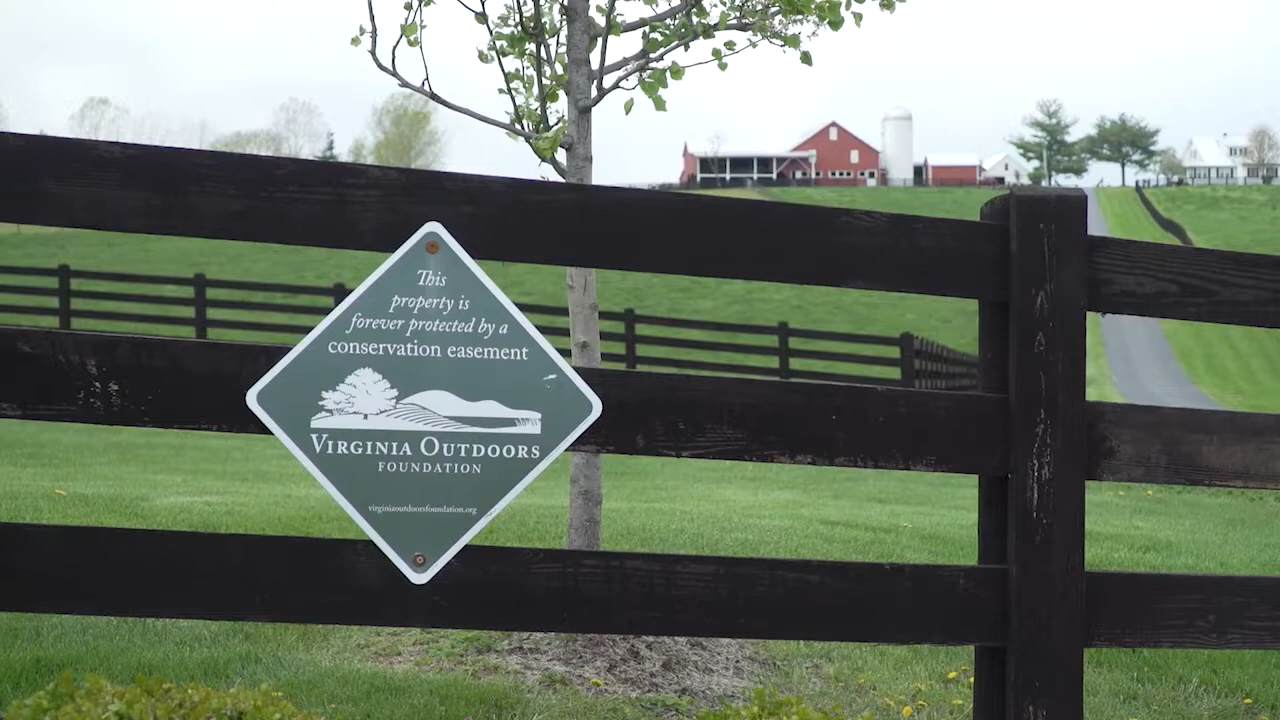 This
property is
forever protected by a
conservation easement
VIRGINIA OUTDOORS
FOUNDATION
virginiaoutdoorsfoundation.org